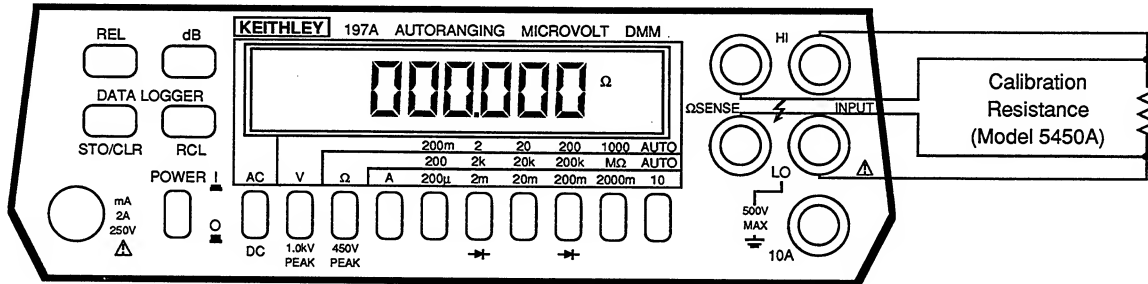 REL dB
KEITHLEY 197A AUTORANGING MICROVOLT DMM
HI
000.000 Ω
DATA LOGGER
STO/CLR RCL
ΩSENSE INPUT
LO
Calibration
Resistance
(Model 5450A)
200m 2 20 200 1000 AUTO
200 2k 20k 200k MΩ AUTO
200μ 2m 20m 200m 2000m 10
POWER I O
AC V Ω A
DC 1.0kV PEAK 450V PEAK
mA
2A
250V
500V
MAX
10A